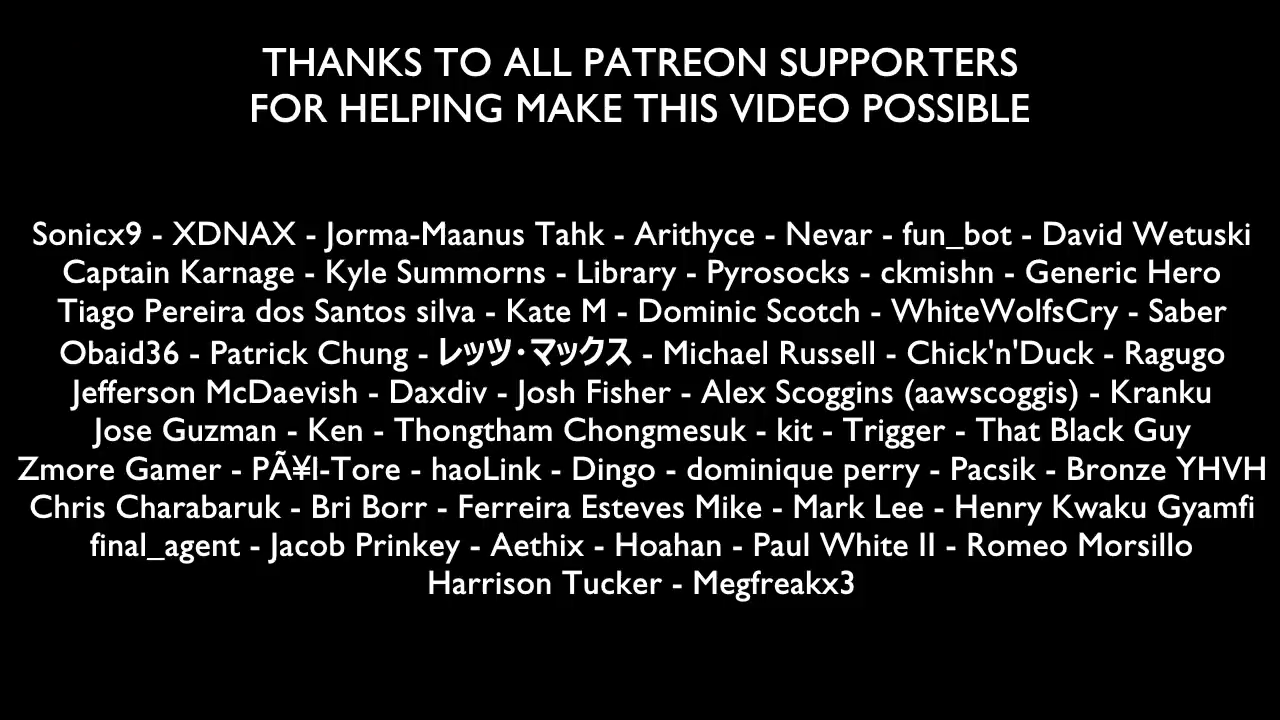 THANKS TO ALL PATREON SUPPORTERS
FOR HELPING MAKE THIS VIDEO POSSIBLE
Sonicx9 - XDNAX - Jorma-Maanus Tahk - Arithyce - Nevar - fun_bot - David Wetuski
Captain Karnage - Kyle Summorns - Library - Pyrosocks - ckmishn - Generic Hero
Tiago Pereira dos Santos silva - Kate M - Dominic Scotch - WhiteWolfsCry - Saber
Obaid36 - Patrick Chung - レッツ・マックス - Michael Russell - Chick'n'Duck - Ragugo
Jefferson McDaevish - Daxdiv - Josh Fisher - Alex Scoggins (aawscoggis) - Kranku
Jose Guzman - Ken - Thongtham Chongmesuk - kit - Trigger - That Black Guy
Zmore Gamer - PÃ¥l-Tore - haoLink - Dingo - dominique perry - Pacsik - Bronze YHVH
Chris Charabaruk - Bri Borr - Ferreira Esteves Mike - Mark Lee - Henry Kwaku Gyamfi
final_agent - Jacob Prinkey - Aethix - Hoahan - Paul White II - Romeo Morsillo
Harrison Tucker - Megfreakx3